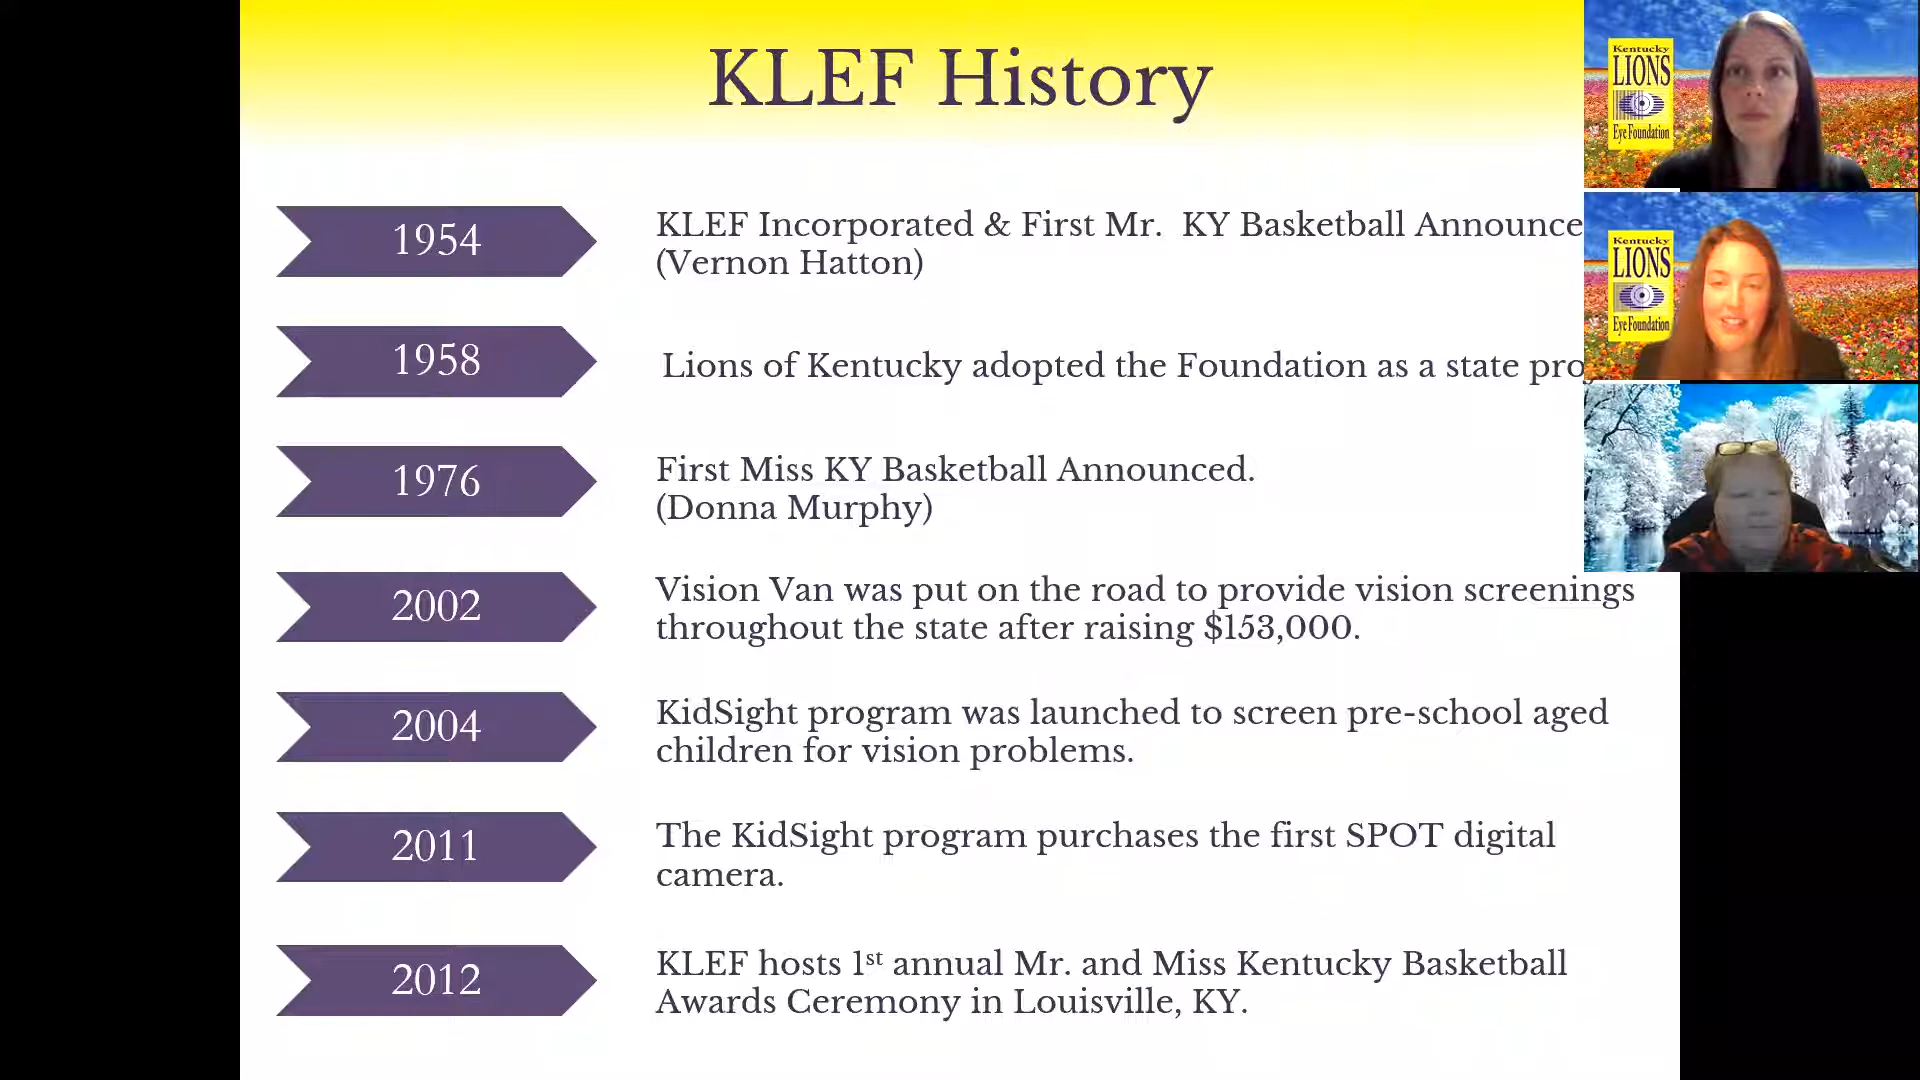 KLEF History
1954
KLEF Incorporated & First Mr. KY Basketball Announce
(Vernon Hatton)
1958
Lions of Kentucky adopted the Foundation as a state
1976
First Miss KY Basketball Announced.
(Donna Murphy)
2002
Vision Van was put on the road to provide vision screenings
throughout the state after raising $153,000.
2004
KidSight program was launched to screen pre-school aged
children for vision problems.
2011
The KidSight program purchases the first SPOT digital
camera.
2012
KLEF hosts 1st annual Mr. and Miss Kentucky Basketball
Awards Ceremony in Louisville, KY.
Kentucky
LIONS
Eye Foundation
Kentucky
LIONS
Eye Foundation